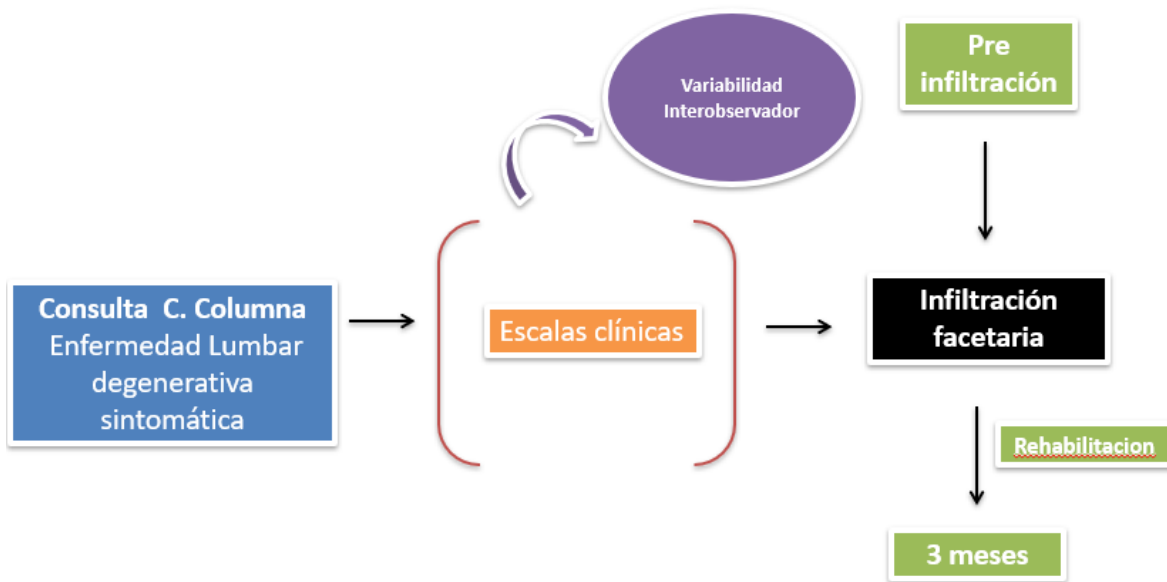 Variabilidad
Interobservador
Pre
infiltración
Consulta C. Columna
Enfermedad Lumbar
degenerativa
sintomática
Escalas clínicas
Infiltración
facetaria
Rehabilitacion
3 meses